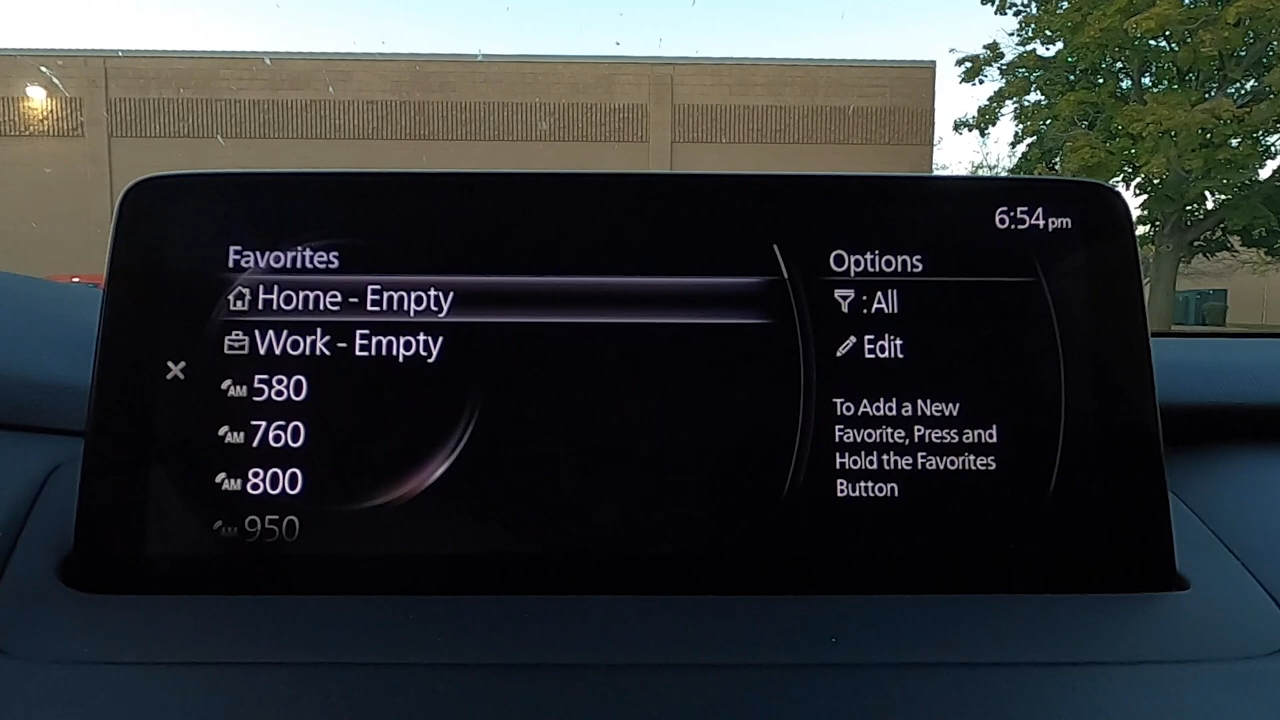 6:54pm
Favorites
Home - Empty
Work - Empty
AM 580
AM 760
AM 800
AM 950
Options
: All
Edit
To Add a New
Favorite, Press and
Hold the Favorites
Button